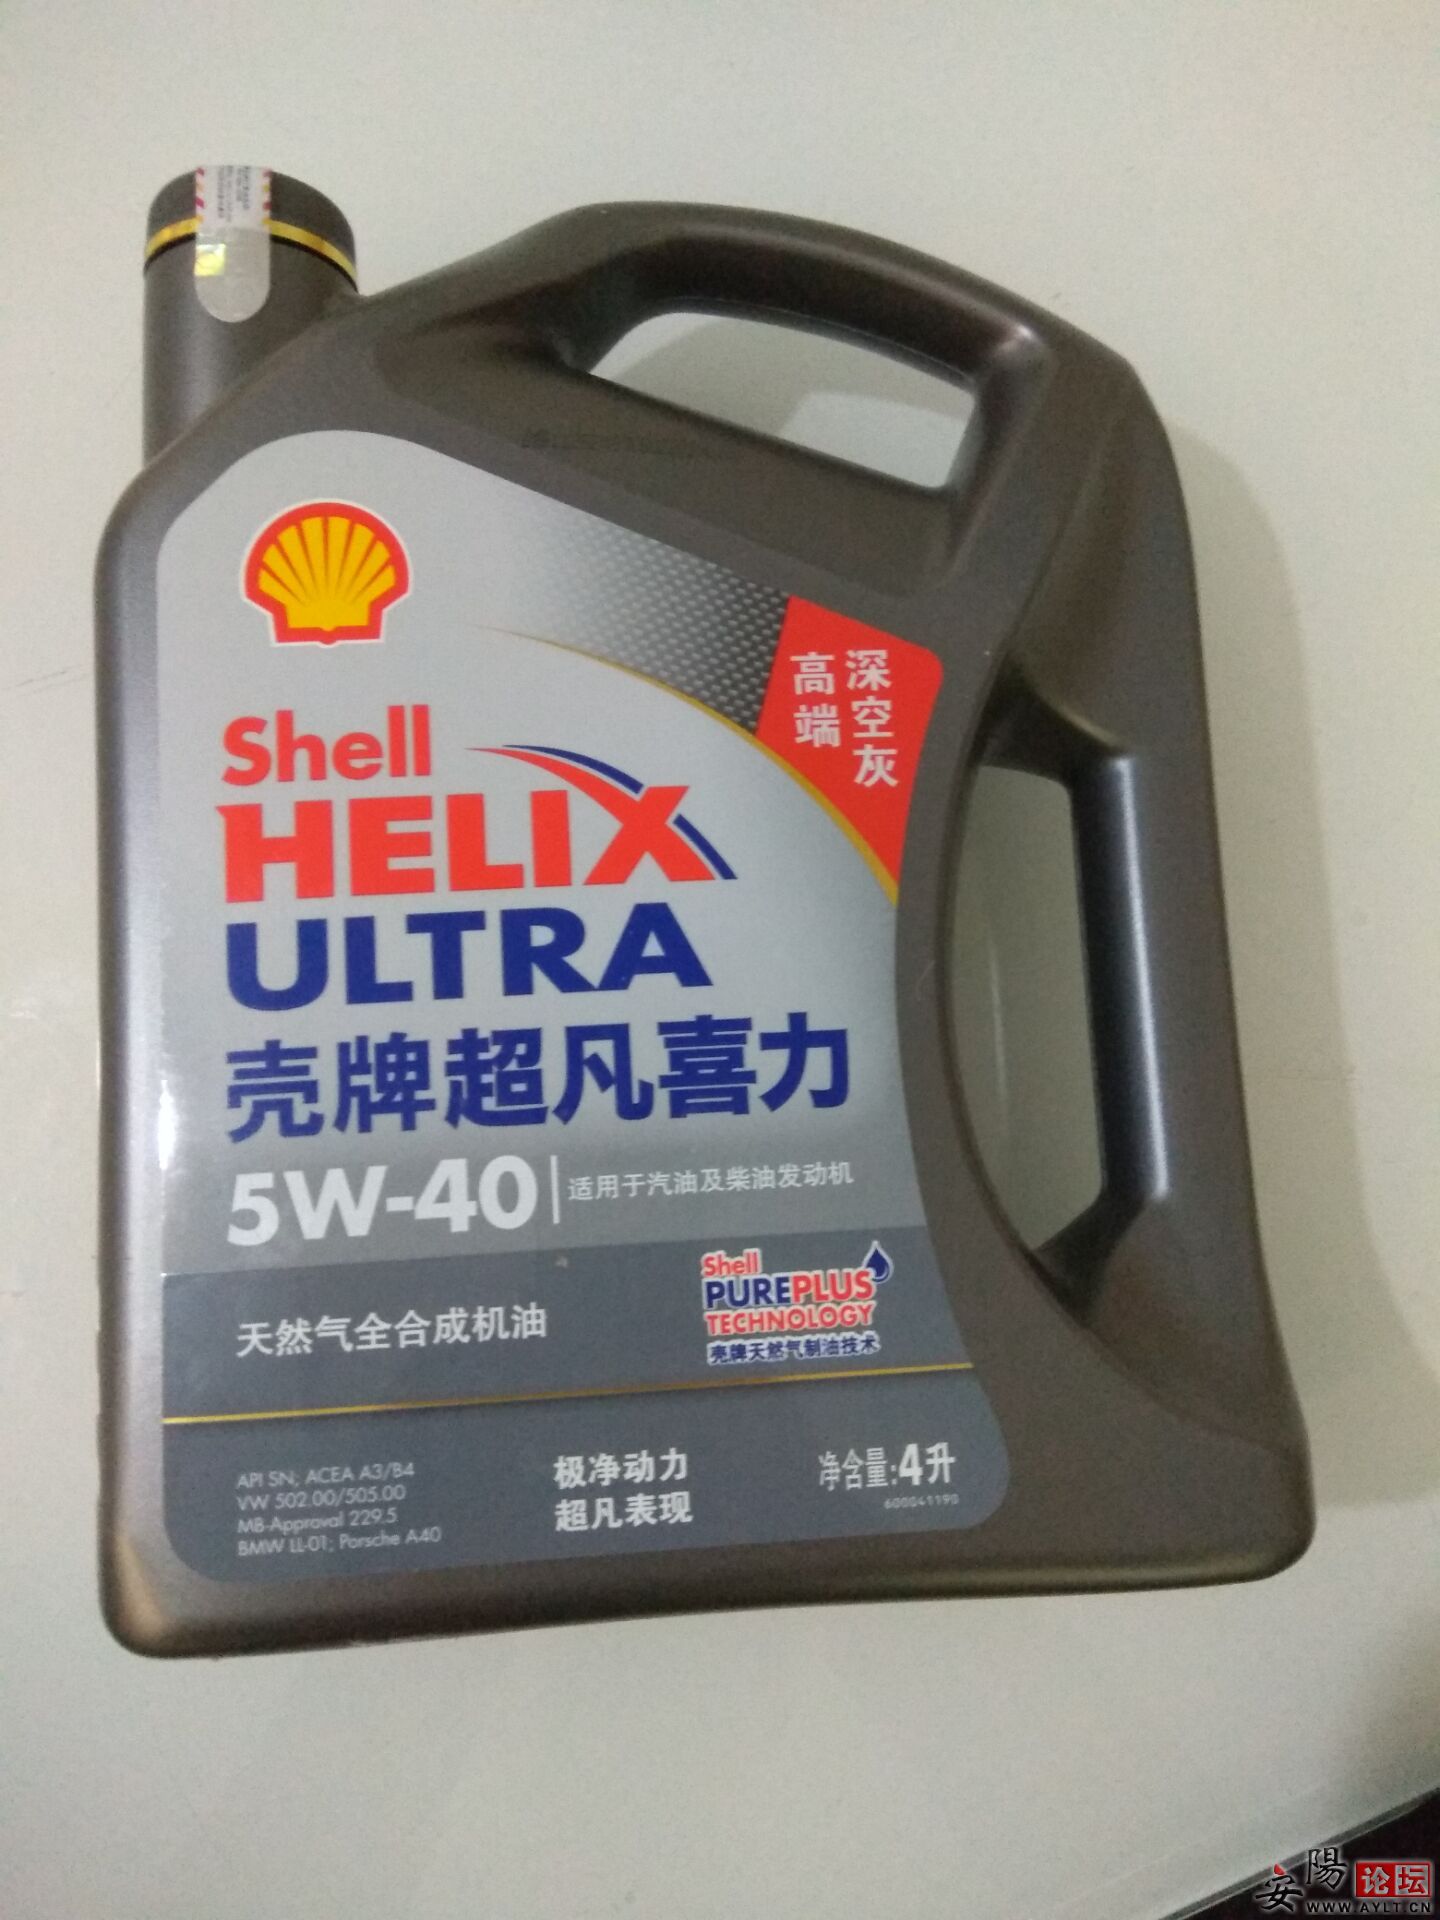 高端
深空灰
Shell
HELIX
ULTRA
壳牌超凡喜力
5W-40
适用于汽油及柴油发动机
天然气全合成机油
Shell
PUREPLUS
TECHNOLOGY
壳牌天然气制油技术
API SN; ACEA A3/B4
VW 502.00/505.00
MB-Approval 229.5
BMW LL-01; Porsche A40
极净动力
超凡表现
净含量:4升
600041190
安陽论坛
WWW.AYLT.CN